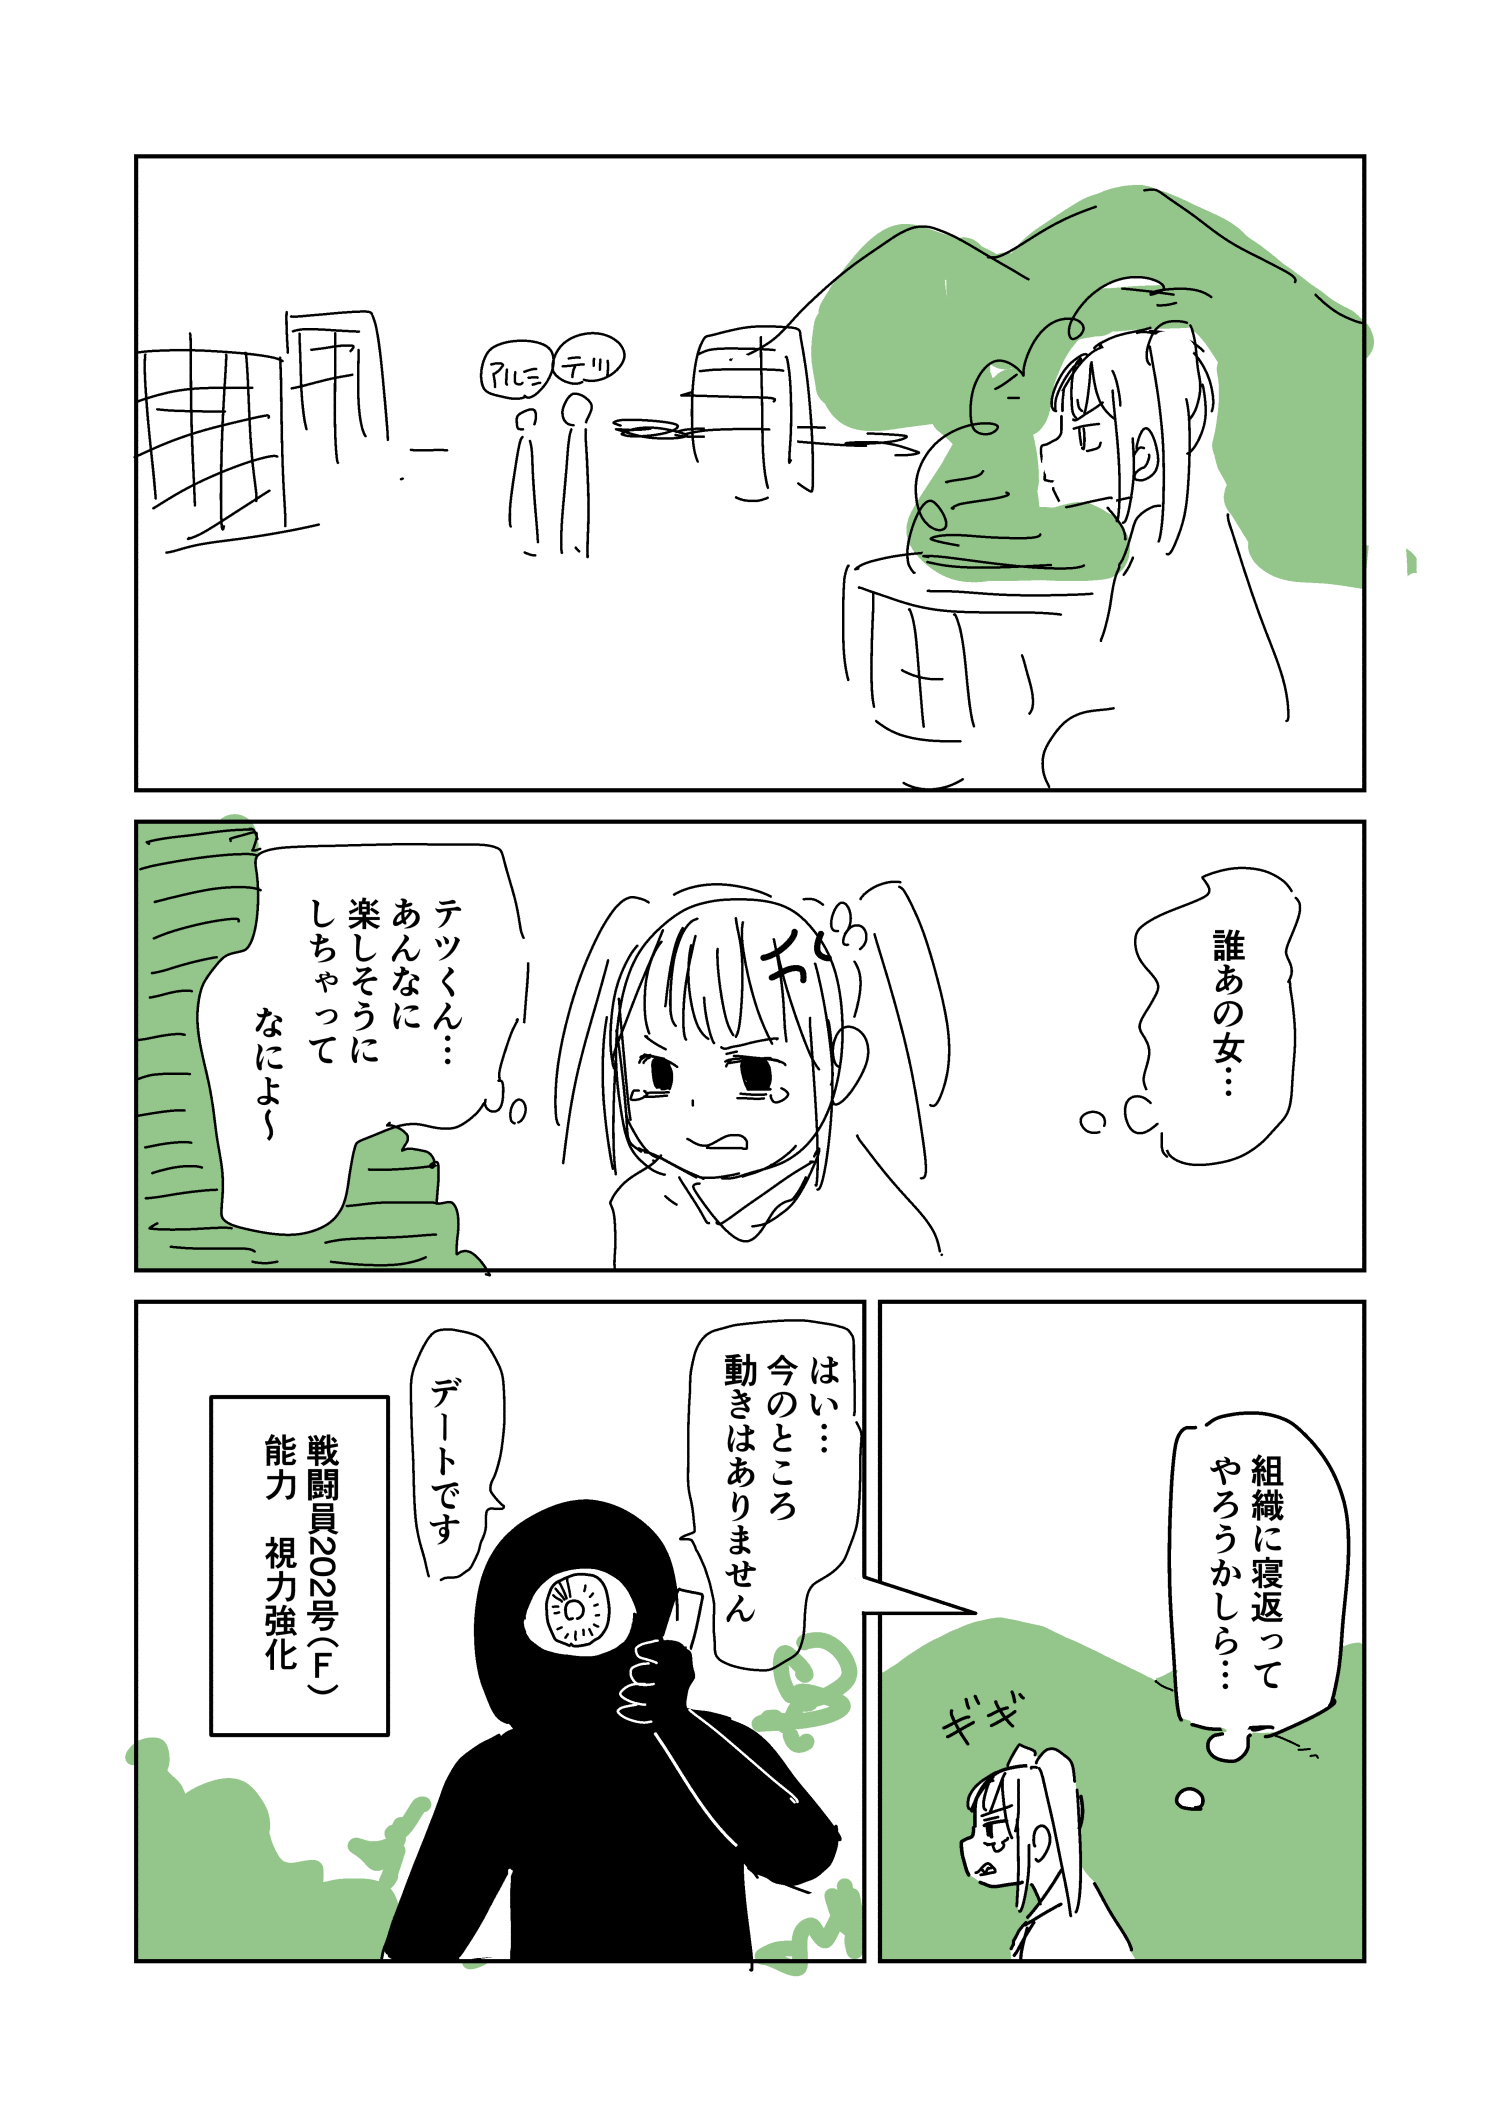 テツ
アルミ
誰あの女…
テツくん…
あんなに
楽しそうに
しちゃって
なによ〜
組織に寝返って
やろうかしら…
ギギ
はい…
今のところ
動きはありません
デートです
戦闘員202号(F)
能力　視力強化